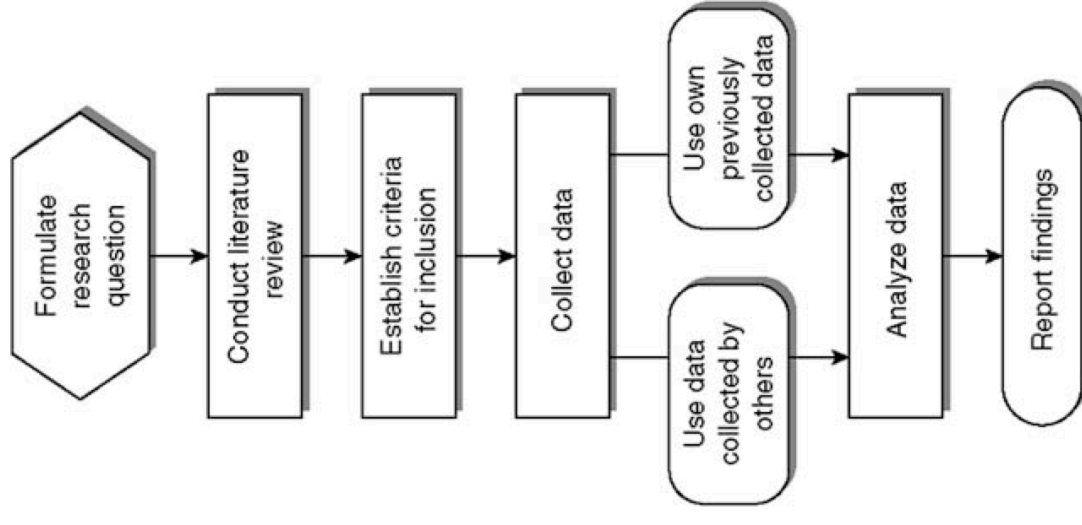 Formulate
research
question
Conduct literature
review
Establish criteria
for inclusion
Collect data
Use data
collected by
others
Use own
previously
collected data
Analyze data
Report findings